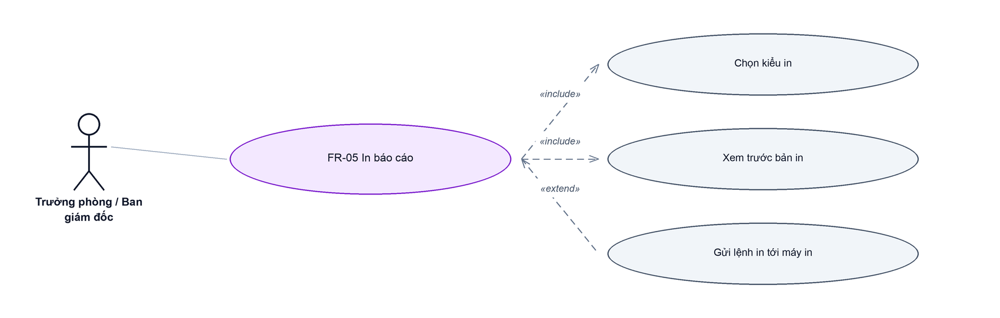 Chọn kiểu in
«include»
«include»
FR-05 In báo cáo
Xem trước bản in
«extend»
Trưởng phòng / Ban
giám đốc
Gửi lệnh in tới máy in